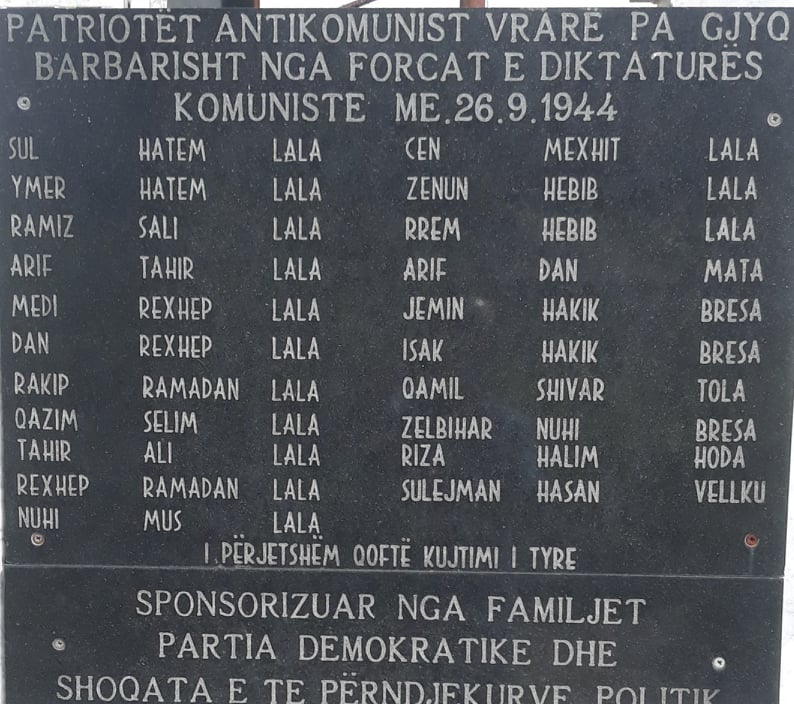 PATRIOTËT ANTIKOMUNIST VRARË PA GJYQ
BARBARISHT NGA FORCAT E DIKTATURËS
KOMUNISTE ME.26.9.1944
SUL HATEM LALA CEN MEXHIT LALA
YMER HATEM LALA ZENUN HEBIB LALA
RAMIZ SALI LALA RREM HEBIB LALA
ARIF TAHIR LALA ARIF DAN MATA
MEDI REXHEP LALA JEMIN HAKIK BRESA
DAN REXHEP LALA ISAK HAKIK BRESA
RAKIP RAMADAN LALA QAMIL SHIVAR TOLA
QAZIM SELIM LALA ZELBIHAR NUHI BRESA
TAHIR ALI LALA RIZA HALIM HODA
REXHEP RAMADAN LALA SULEJMAN HASAN VELLKU
NUHI MUS LALA
I PËRJETSHËM QOFTË KUJTIMI I TYRE
SPONSORIZUAR NGA FAMILJET
PARTIA DEMOKRATIKE DHE
SHOQATA E TE PËRNDJEKURVE POLITIK